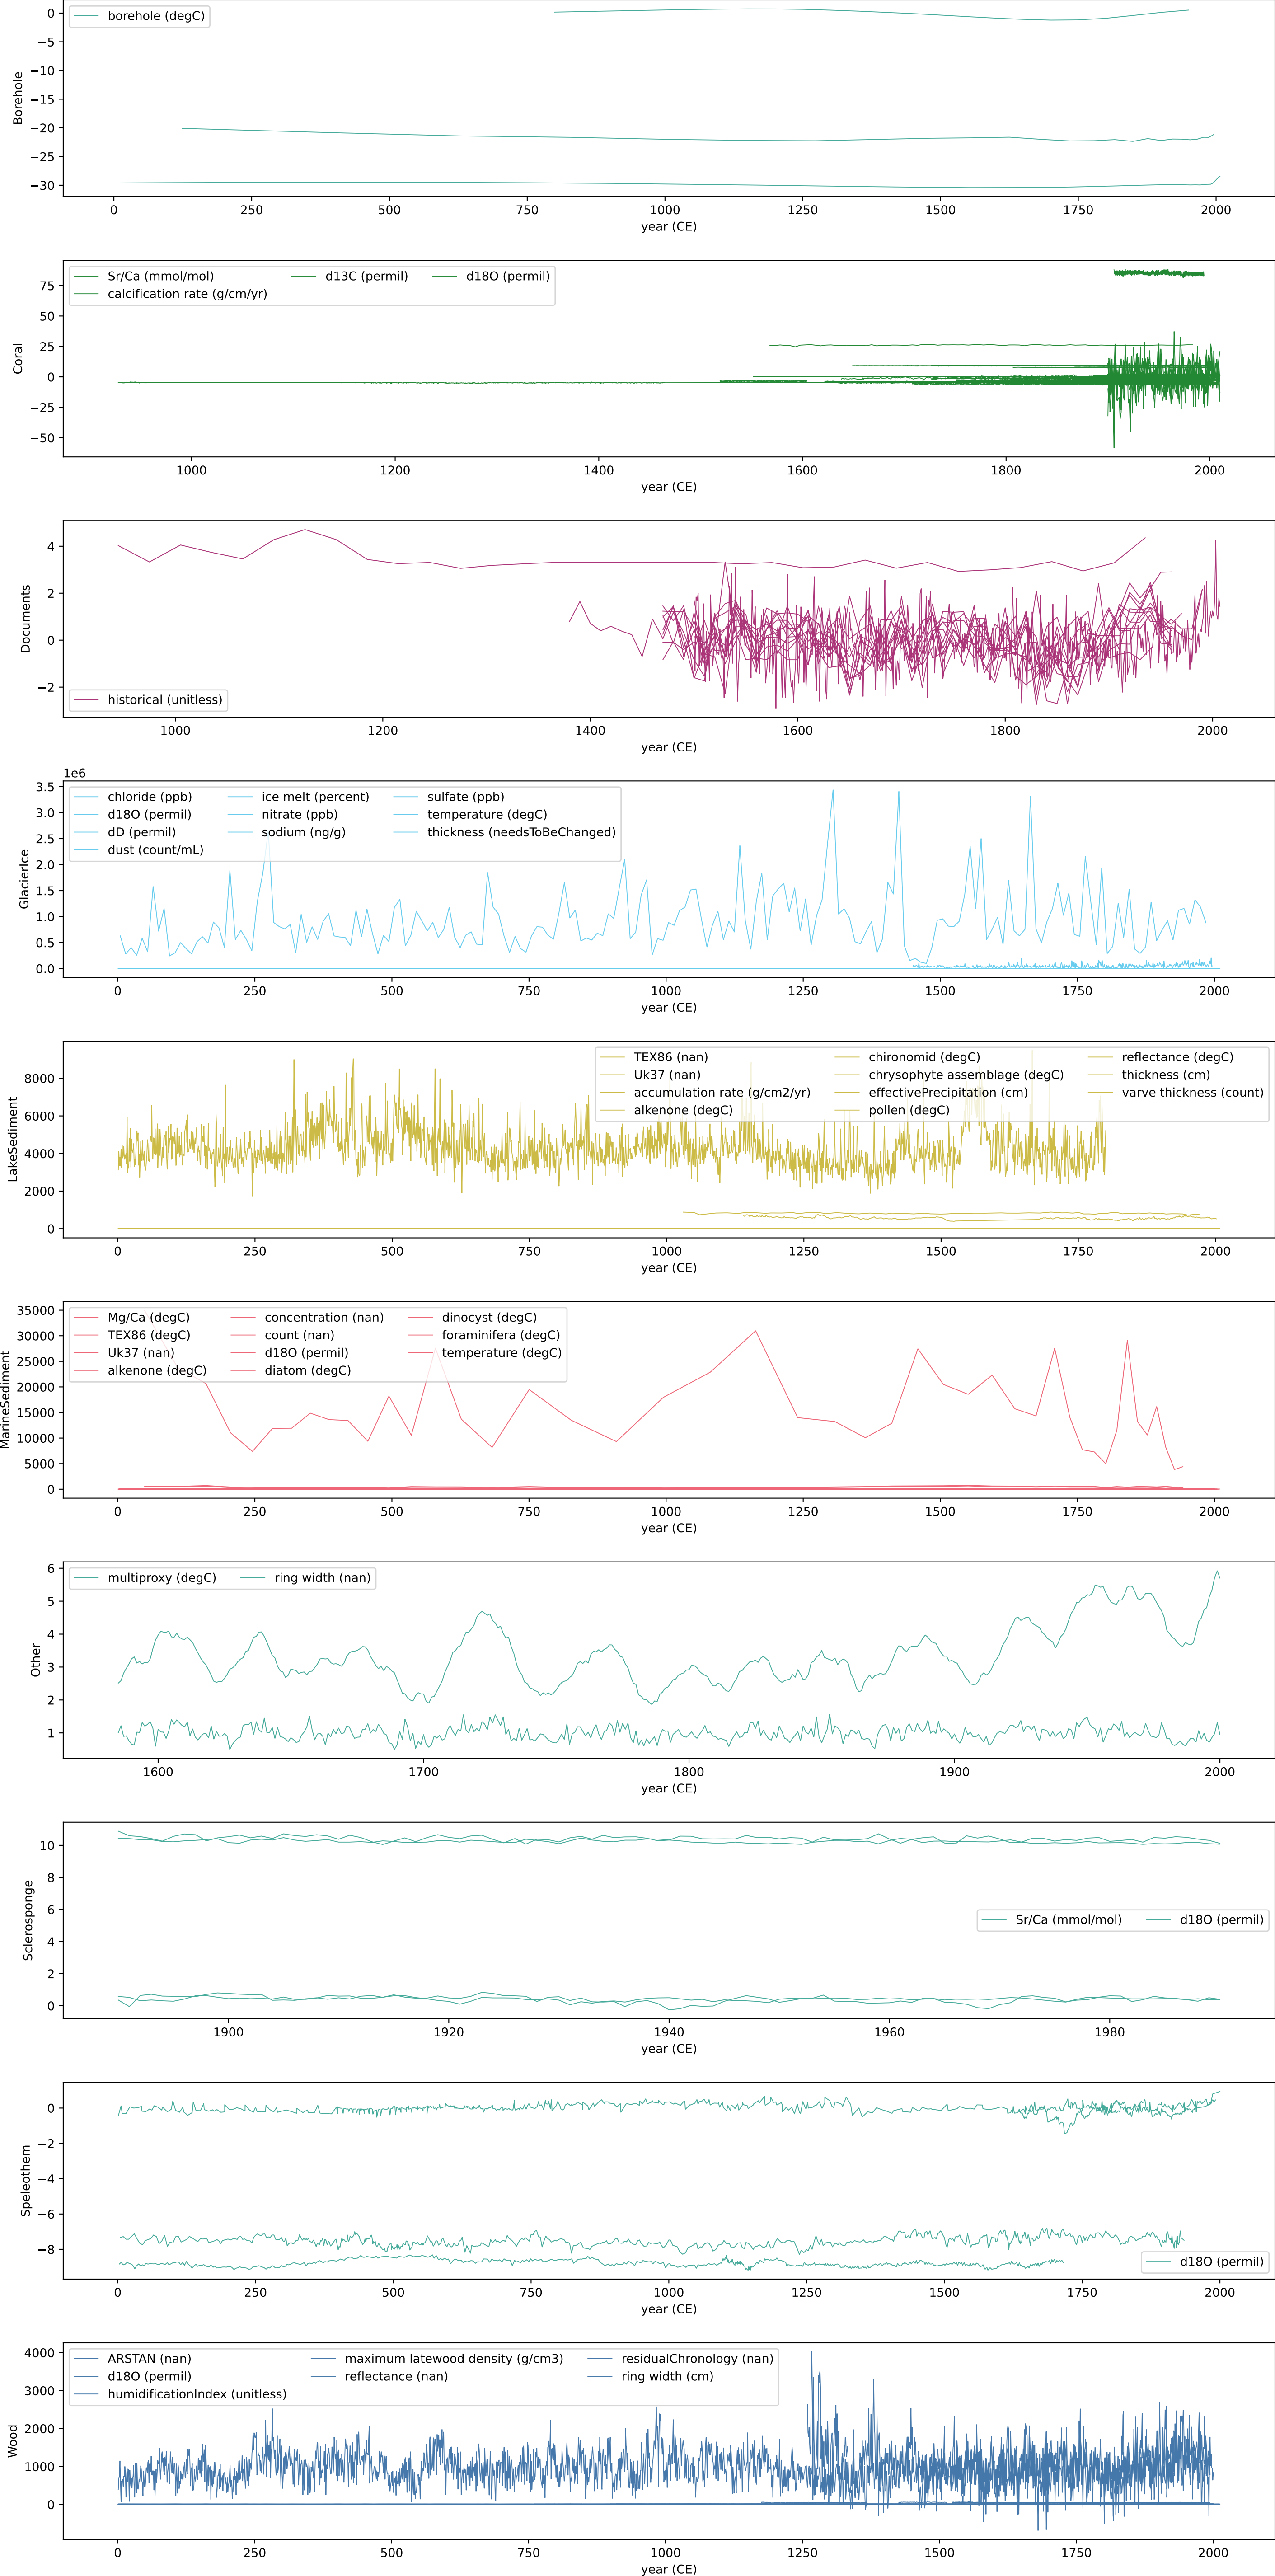 borehole (degC)
0
−5
−10
−15
−20
−25
−30
Borehole
0 250 500 750 1000 1250 1500 1750 2000
year (CE)
Sr/Ca (mmol/mol) d13C (permil) d18O (permil)
calcification rate (g/cm/yr)
75
50
25
0
−25
−50
Coral
1000 1200 1400 1600 1800 2000
year (CE)
4
2
0
−2
Documents
historical (unitless)
1000 1200 1400 1600 1800 2000
year (CE)
1e6
chloride (ppb) ice melt (percent) sulfate (ppb)
d18O (permil) nitrate (ppb) temperature (degC)
dD (permil) sodium (ng/g) thickness (needsToBeChanged)
dust (count/mL)
3.5
3.0
2.5
2.0
1.5
1.0
0.5
0.0
GlacierIce
0 250 500 750 1000 1250 1500 1750 2000
year (CE)
TEX86 (nan) chironomid (degC) reflectance (degC)
Uk37 (nan) chrysophyte assemblage (degC) thickness (cm)
accumulation rate (g/cm2/yr) effectivePrecipitation (cm) varve thickness (count)
alkenone (degC) pollen (degC)
8000
6000
4000
2000
0
LakeSediment
0 250 500 750 1000 1250 1500 1750 2000
year (CE)
Mg/Ca (degC) concentration (nan) dinocyst (degC)
TEX86 (degC) count (nan) foraminifera (degC)
Uk37 (nan) d18O (permil) temperature (degC)
alkenone (degC) diatom (degC)
35000
30000
25000
20000
15000
10000
5000
0
MarineSediment
0 250 500 750 1000 1250 1500 1750 2000
year (CE)
multiproxy (degC) ring width (nan)
6
5
4
3
2
1
Other
1600 1700 1800 1900 2000
year (CE)
10
8
6
4
2
0
Sclerosponge
Sr/Ca (mmol/mol) d18O (permil)
1900 1920 1940 1960 1980
year (CE)
0
−2
−4
−6
−8
Speleothem
d18O (permil)
0 250 500 750 1000 1250 1500 1750 2000
year (CE)
ARSTAN (nan) maximum latewood density (g/cm3) residualChronology (nan)
d18O (permil) reflectance (nan) ring width (cm)
humidificationIndex (unitless)
4000
3000
2000
1000
0
Wood
0 250 500 750 1000 1250 1500 1750 2000
year (CE)